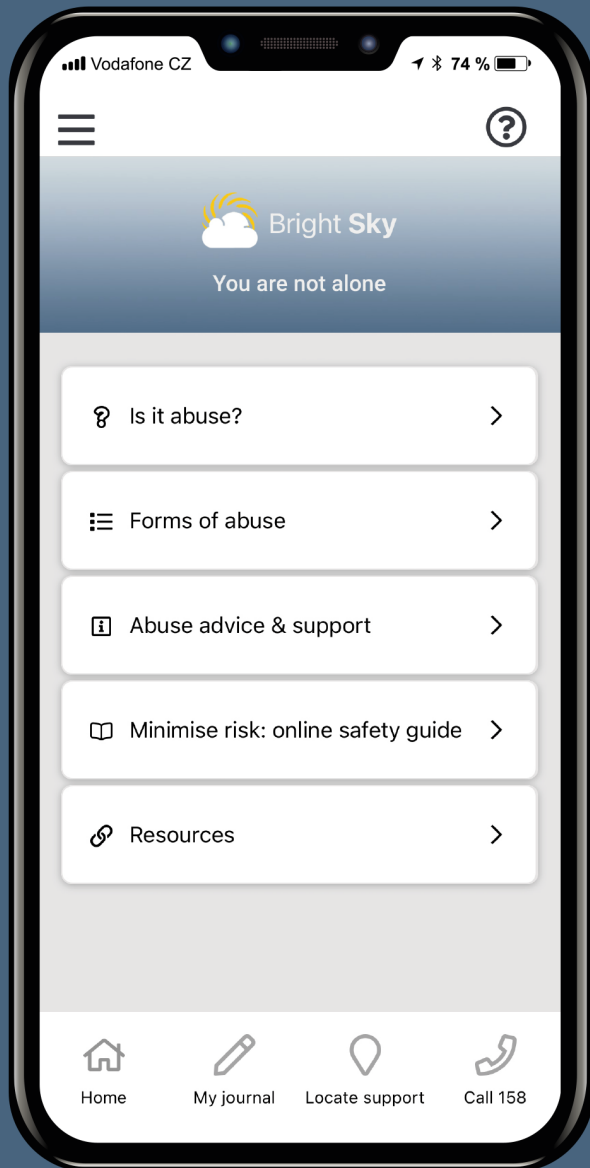 Vodafone CZ 74 %
Bright Sky
You are not alone
Is it abuse?
Forms of abuse
Abuse advice & support
Minimise risk: online safety guide
Resources
Home My journal Locate support Call 158